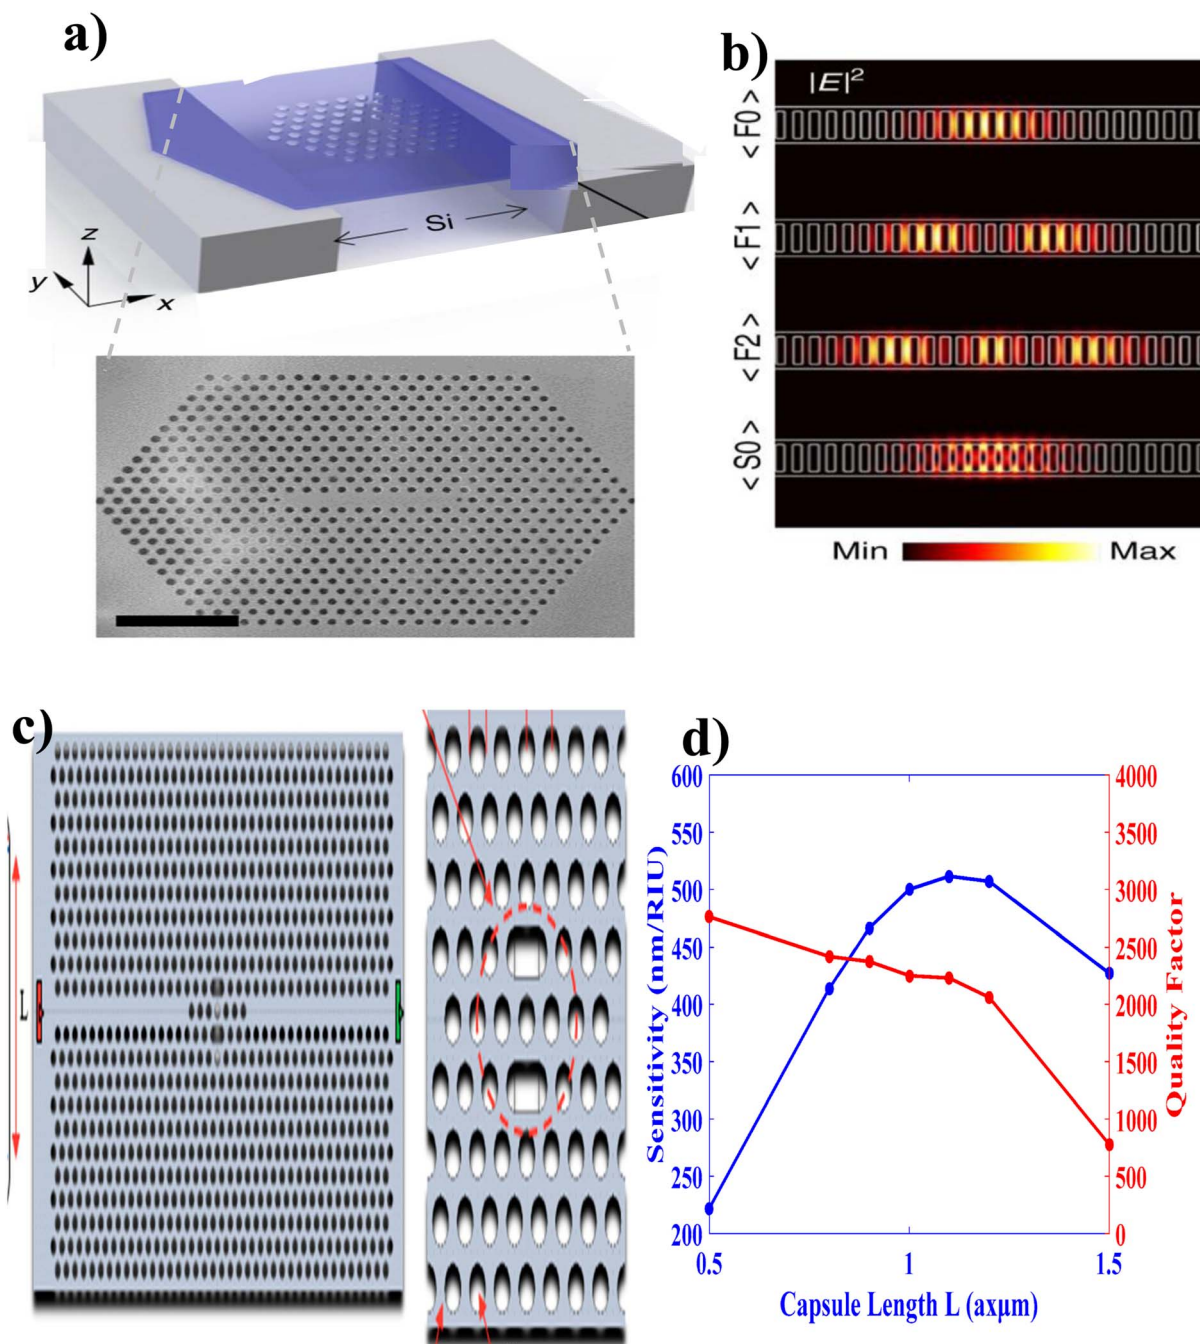 a)
Si
z
y
x
b)
|E|²
< F0 >
< F1 >
< F2 >
< S0 >
Min
Max
c)
L
d)
Sensitivity (nm/RIU)
600
550
500
450
400
350
300
250
200
4000
3500
3000
2500
2000
1500
1000
500
0
Quality Factor
0.5
1
1.5
Capsule Length L (axμm)